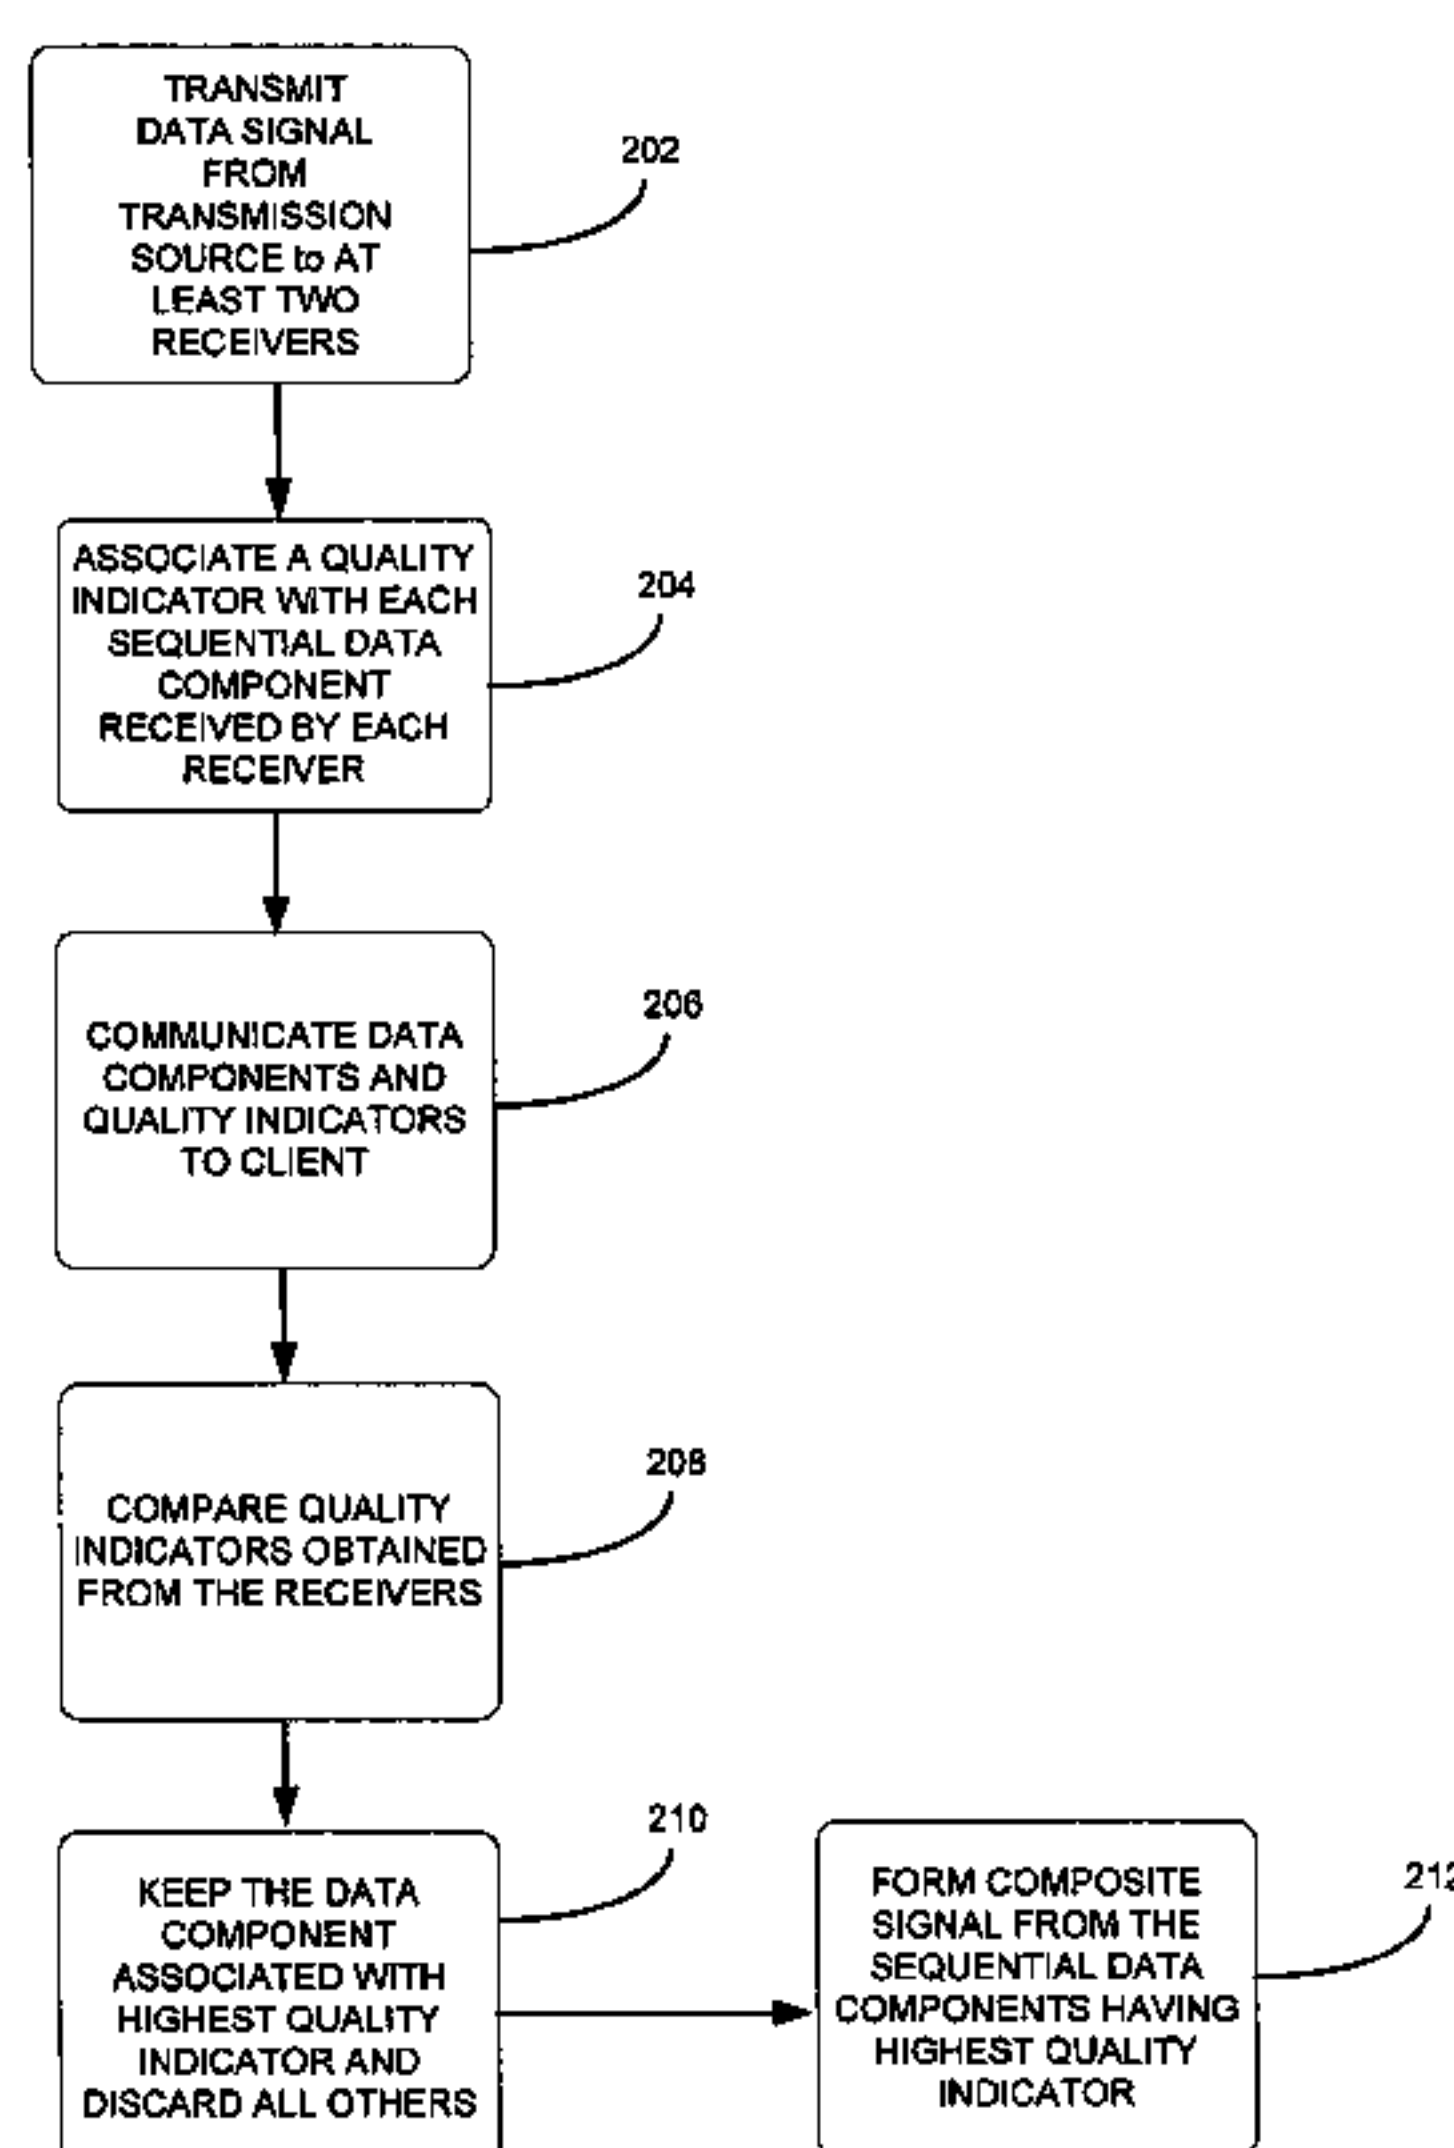 TRANSMIT
DATA SIGNAL
FROM
TRANSMISSION
SOURCE to AT
LEAST TWO
RECEIVERS
202
ASSOCIATE A QUALITY
INDICATOR WITH EACH
SEQUENTIAL DATA
COMPONENT
RECEIVED BY EACH
RECEIVER
204
COMMUNICATE DATA
COMPONENTS AND
QUALITY INDICATORS
TO CLIENT
206
COMPARE QUALITY
INDICATORS OBTAINED
FROM THE RECEIVERS
208
KEEP THE DATA
COMPONENT
ASSOCIATED WITH
HIGHEST QUALITY
INDICATOR AND
DISCARD ALL OTHERS
210
FORM COMPOSITE
SIGNAL FROM THE
SEQUENTIAL DATA
COMPONENTS HAVING
HIGHEST QUALITY
INDICATOR
212